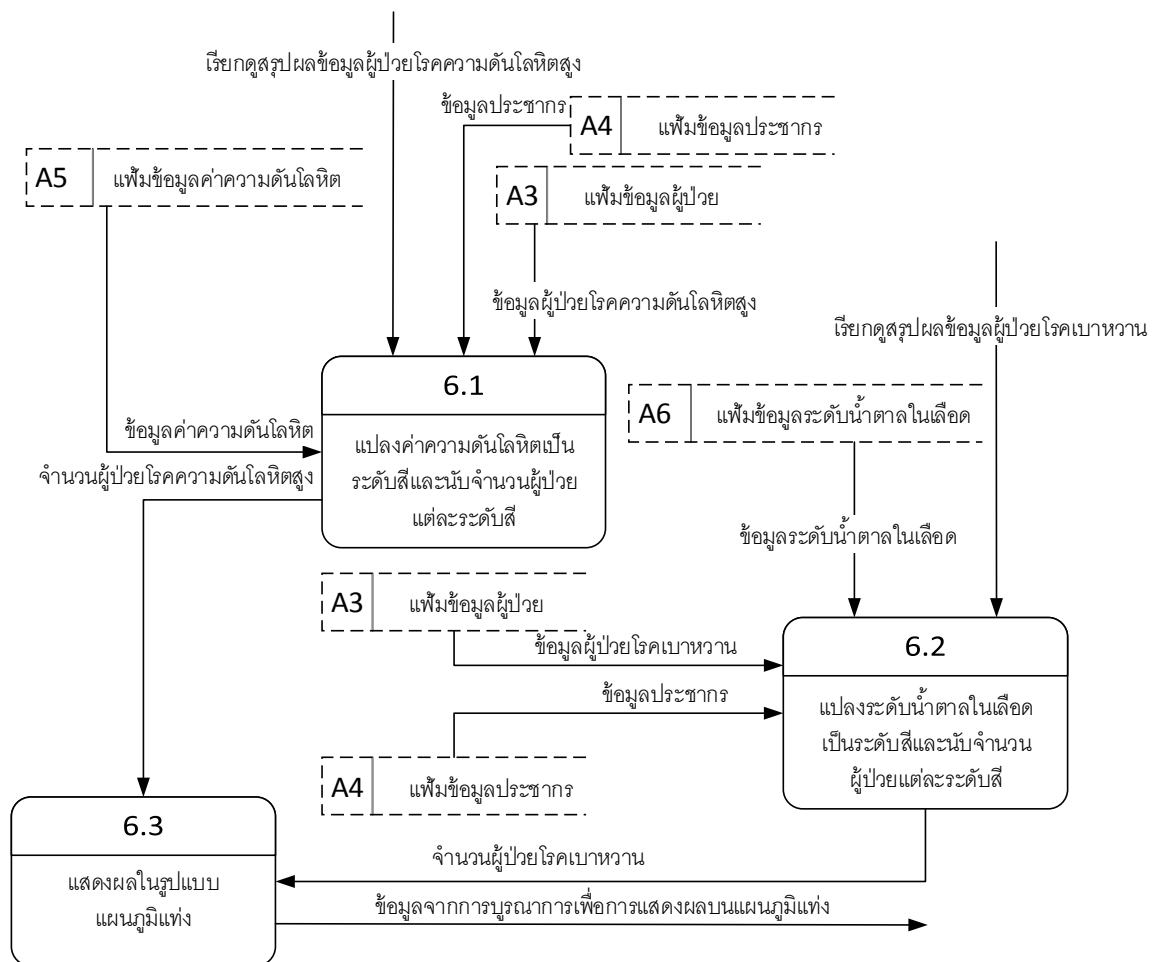 เรียกดูสรุปผลข้อมูลผู้ป่วยโรคความดันโลหิตสูง
ข้อมูลประชากร
A4 แฟ้มข้อมูลประชากร
A5 แฟ้มข้อมูลค่าความดันโลหิต
A3 แฟ้มข้อมูลผู้ป่วย
ข้อมูลผู้ป่วยโรคความดันโลหิตสูง
เรียกดูสรุปผลข้อมูลผู้ป่วยโรคเบาหวาน
6.1
แปลงค่าความดันโลหิตเป็น
ระดับสีและนับจำนวนผู้ป่วย
แต่ละระดับสี
A6 แฟ้มข้อมูลระดับน้ำตาลในเลือด
ข้อมูลค่าความดันโลหิต
จำนวนผู้ป่วยโรคความดันโลหิตสูง
ข้อมูลระดับน้ำตาลในเลือด
A3 แฟ้มข้อมูลผู้ป่วย
ข้อมูลผู้ป่วยโรคเบาหวาน
6.2
แปลงระดับน้ำตาลในเลือด
เป็นระดับสีและนับจำนวน
ผู้ป่วยแต่ละระดับสี
ข้อมูลประชากร
A4 แฟ้มข้อมูลประชากร
6.3
แสดงผลในรูปแบบ
แผนภูมิแท่ง
จำนวนผู้ป่วยโรคเบาหวาน
ข้อมูลจากการบูรณาการเพื่อการแสดงผลบนแผนภูมิแท่ง